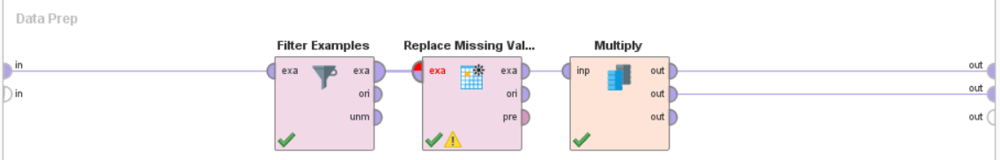 Data Prep
Filter Examples
Replace Missing Val...
Multiply
in
exa
exa
exa
exa
inp
out
out
in
ori
ori
out
out
unm
pre
out
out